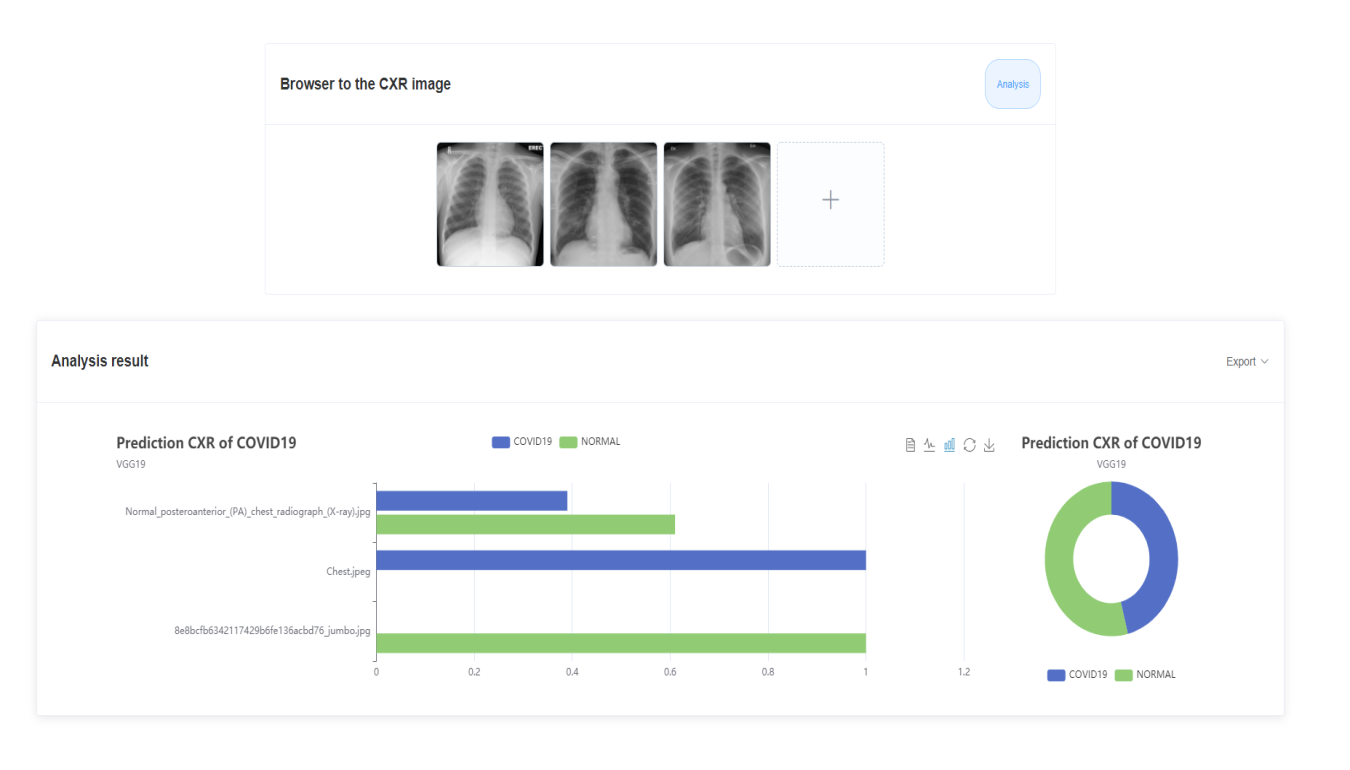 Browser to the CXR image
Analysis
EREC
Analysis result
Export
Prediction CXR of COVID19
VGG19
COVID19 NORMAL
Normal_posteroanterior_(PA)_chest_radiograph_(X-ray).jpg
Chest.jpeg
8e8bcfb6342117429b6fe136acbd76_jumbo.jpg
0 0.2 0.4 0.6 0.8 1 1.2
Prediction CXR of COVID19
VGG19
COVID19 NORMAL